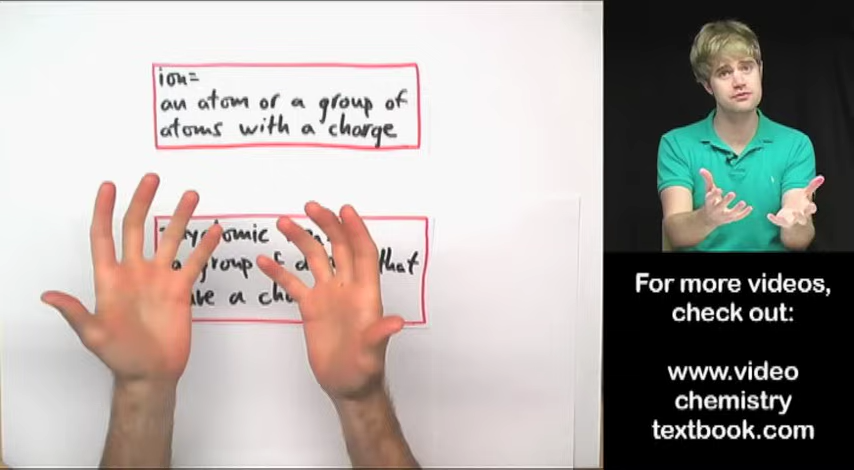 ion=
an atom or a group of
atoms with a charge
group of
that
a
For more videos,
check out:
www.video
chemistry
textbook.com